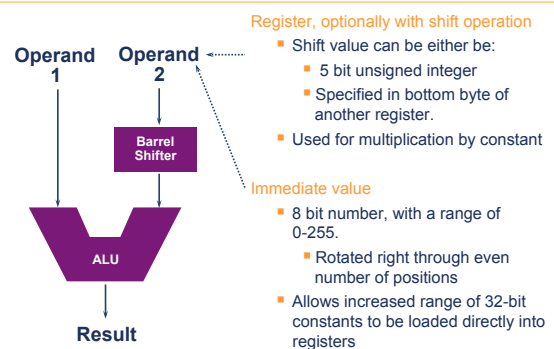 Register, optionally with shift operation
Shift value can be either be:
5 bit unsigned integer
Specified in bottom byte of
another register.
Used for multiplication by constant
Operand
1
Operand
2
Barrel
Shifter
ALU
Result
Immediate value
8 bit number, with a range of
0-255.
Rotated right through even
number of positions
Allows increased range of 32-bit
constants to be loaded directly into
registers